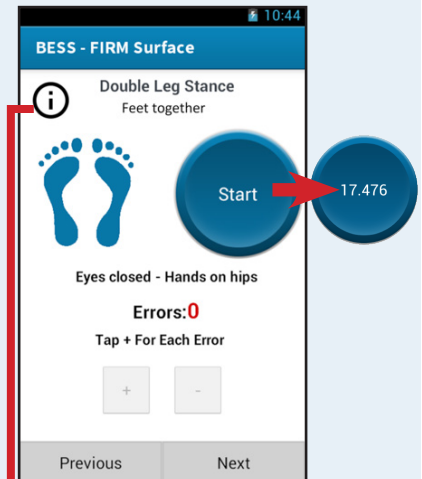 10:44
BESS - FIRM Surface
Double Leg Stance
Feet together
Start
17.476
Eyes closed - Hands on hips
Errors:0
Tap + For Each Error
+ -
Previous Next